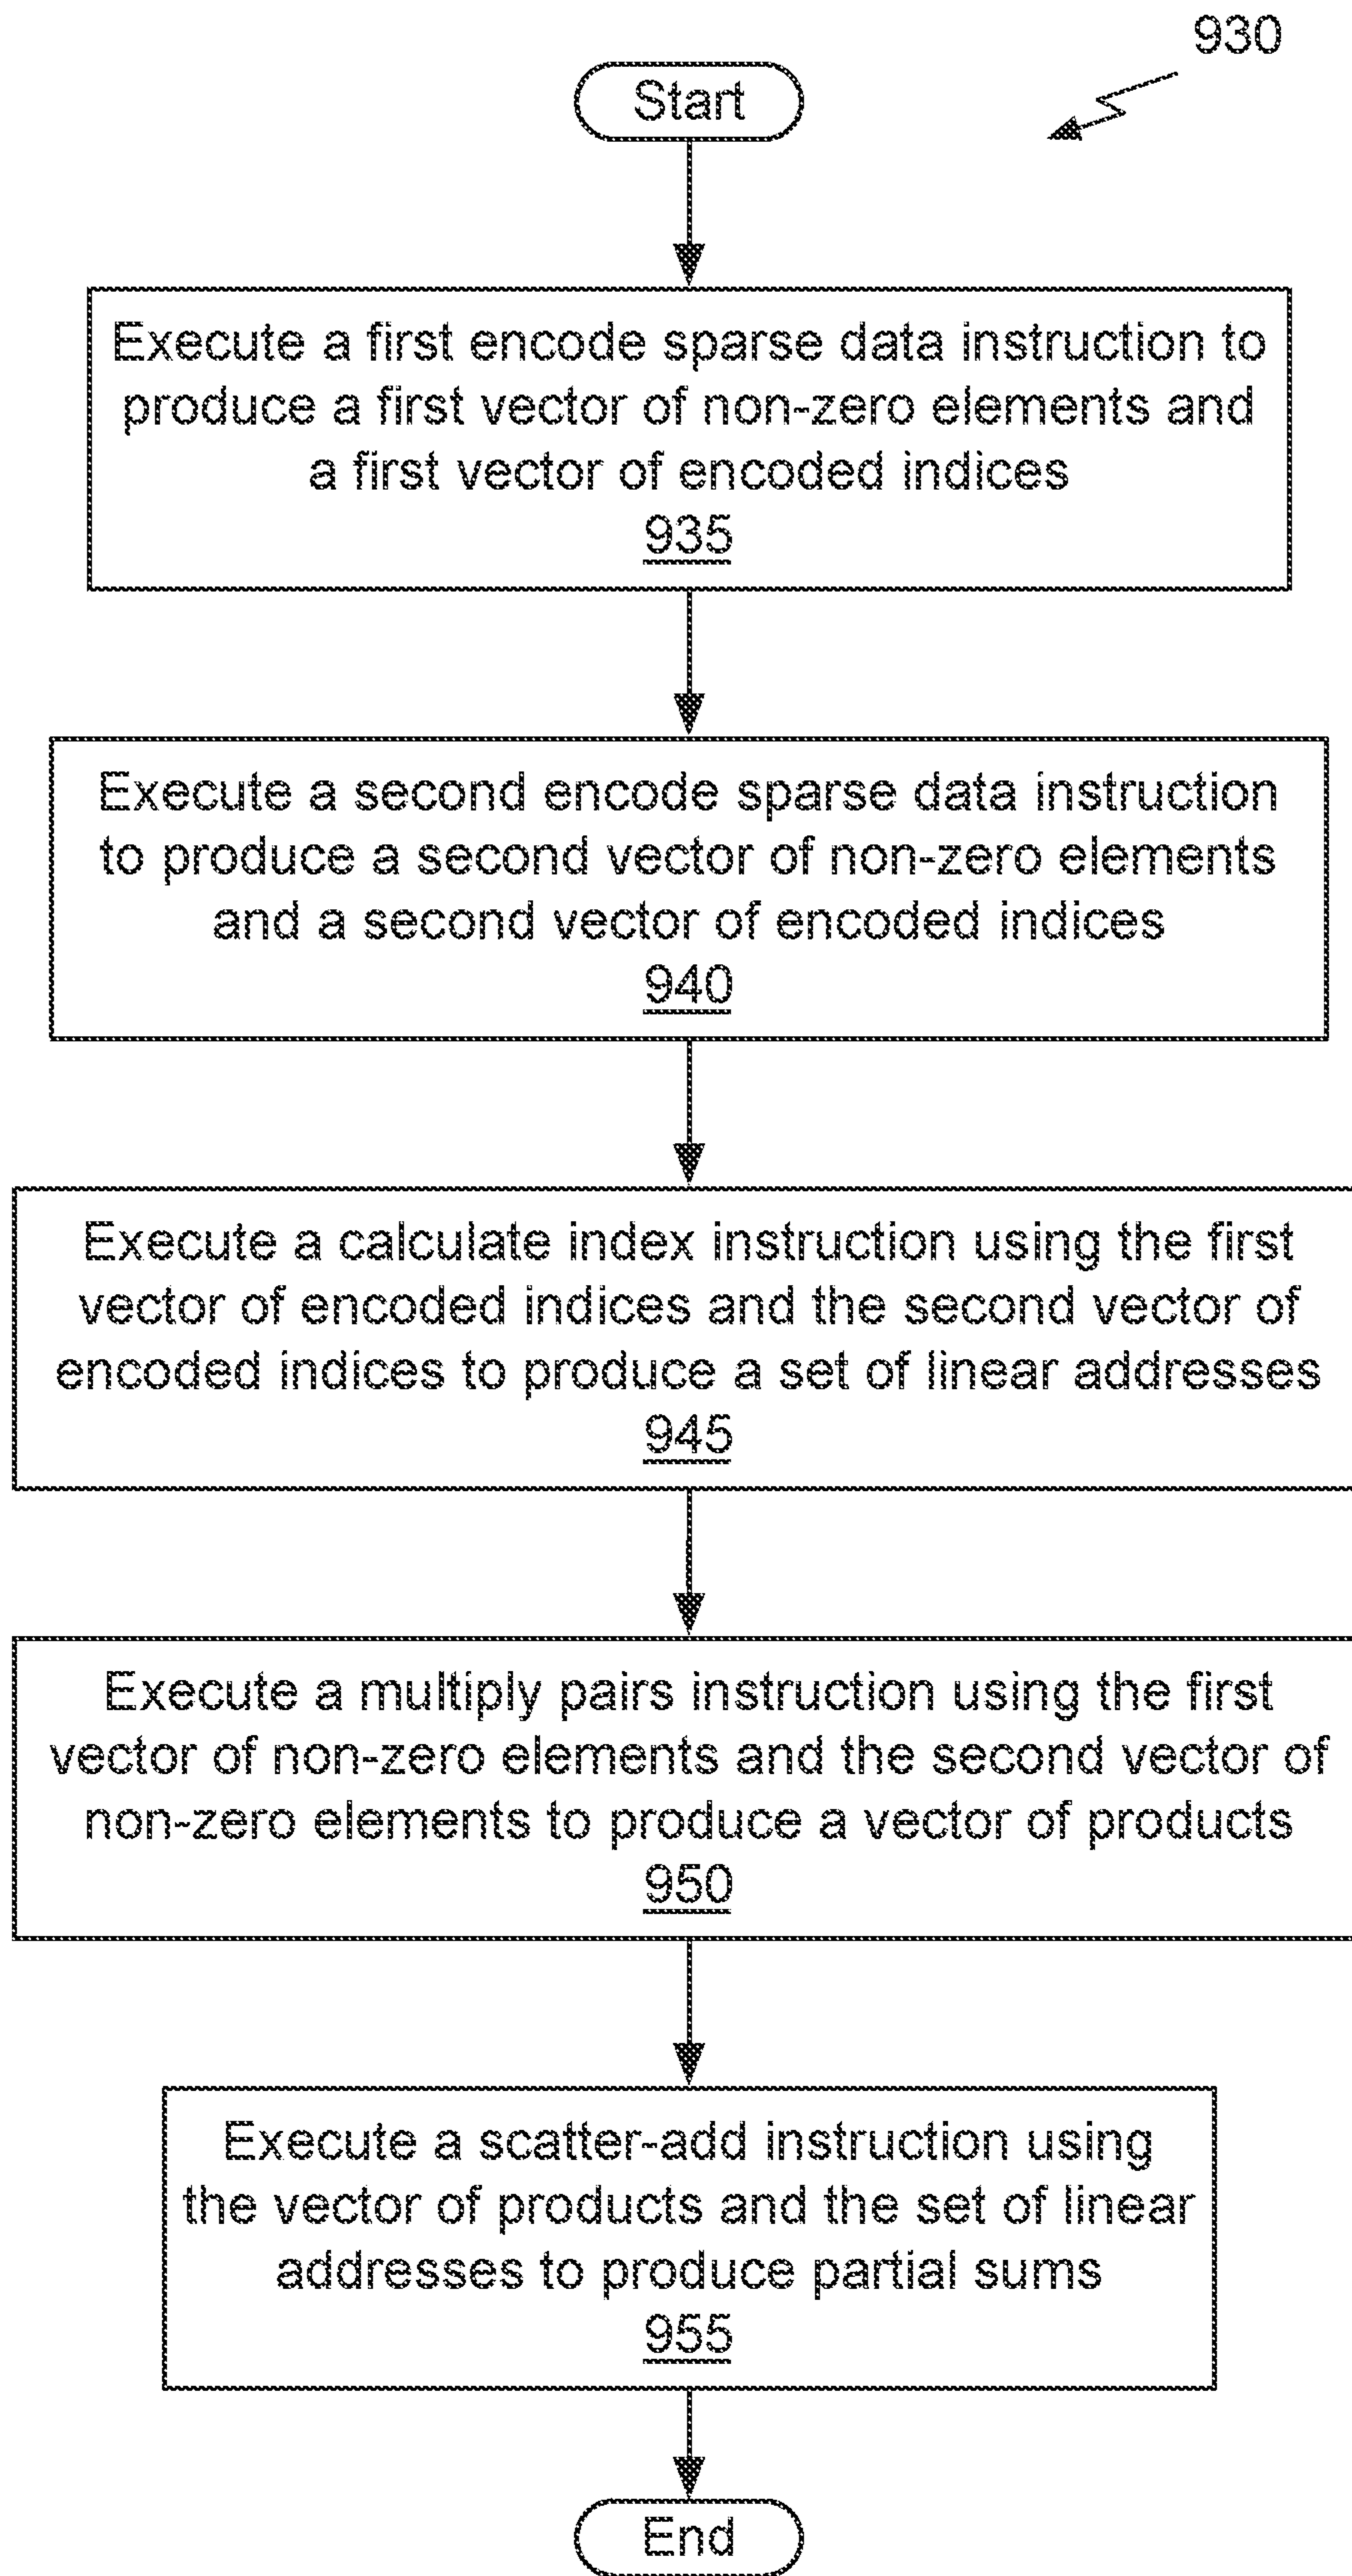 930
Start
Execute a first encode sparse data instruction to
produce a first vector of non-zero elements and
a first vector of encoded indices
935
Execute a second encode sparse data instruction
to produce a second vector of non-zero elements
and a second vector of encoded indices
940
Execute a calculate index instruction using the first
vector of encoded indices and the second vector of
encoded indices to produce a set of linear addresses
945
Execute a multiply pairs instruction using the first
vector of non-zero elements and the second vector of
non-zero elements to produce a vector of products
950
Execute a scatter-add instruction using
the vector of products and the set of linear
addresses to produce partial sums
955
End